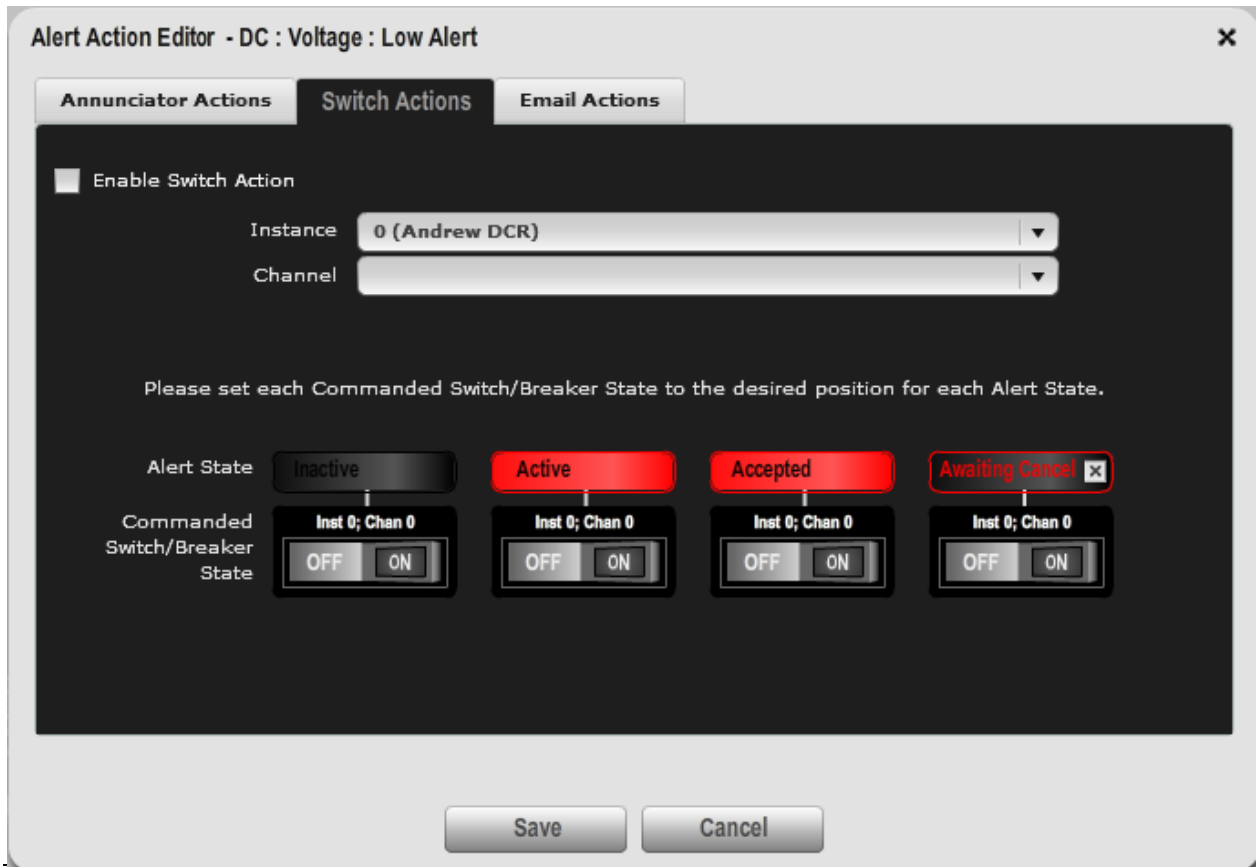 Alert Action Editor - DC : Voltage : Low Alert
Annunciator Actions Switch Actions Email Actions
Enable Switch Action
Instance 0 (Andrew DCR)
Channel
Please set each Commanded Switch/Breaker State to the desired position for each Alert State.
Alert State Inactive Active Accepted Awaiting Cancel
Commanded Switch/Breaker State
Inst 0; Chan 0 Inst 0; Chan 0 Inst 0; Chan 0 Inst 0; Chan 0
OFF ON OFF ON OFF ON OFF ON
Save Cancel